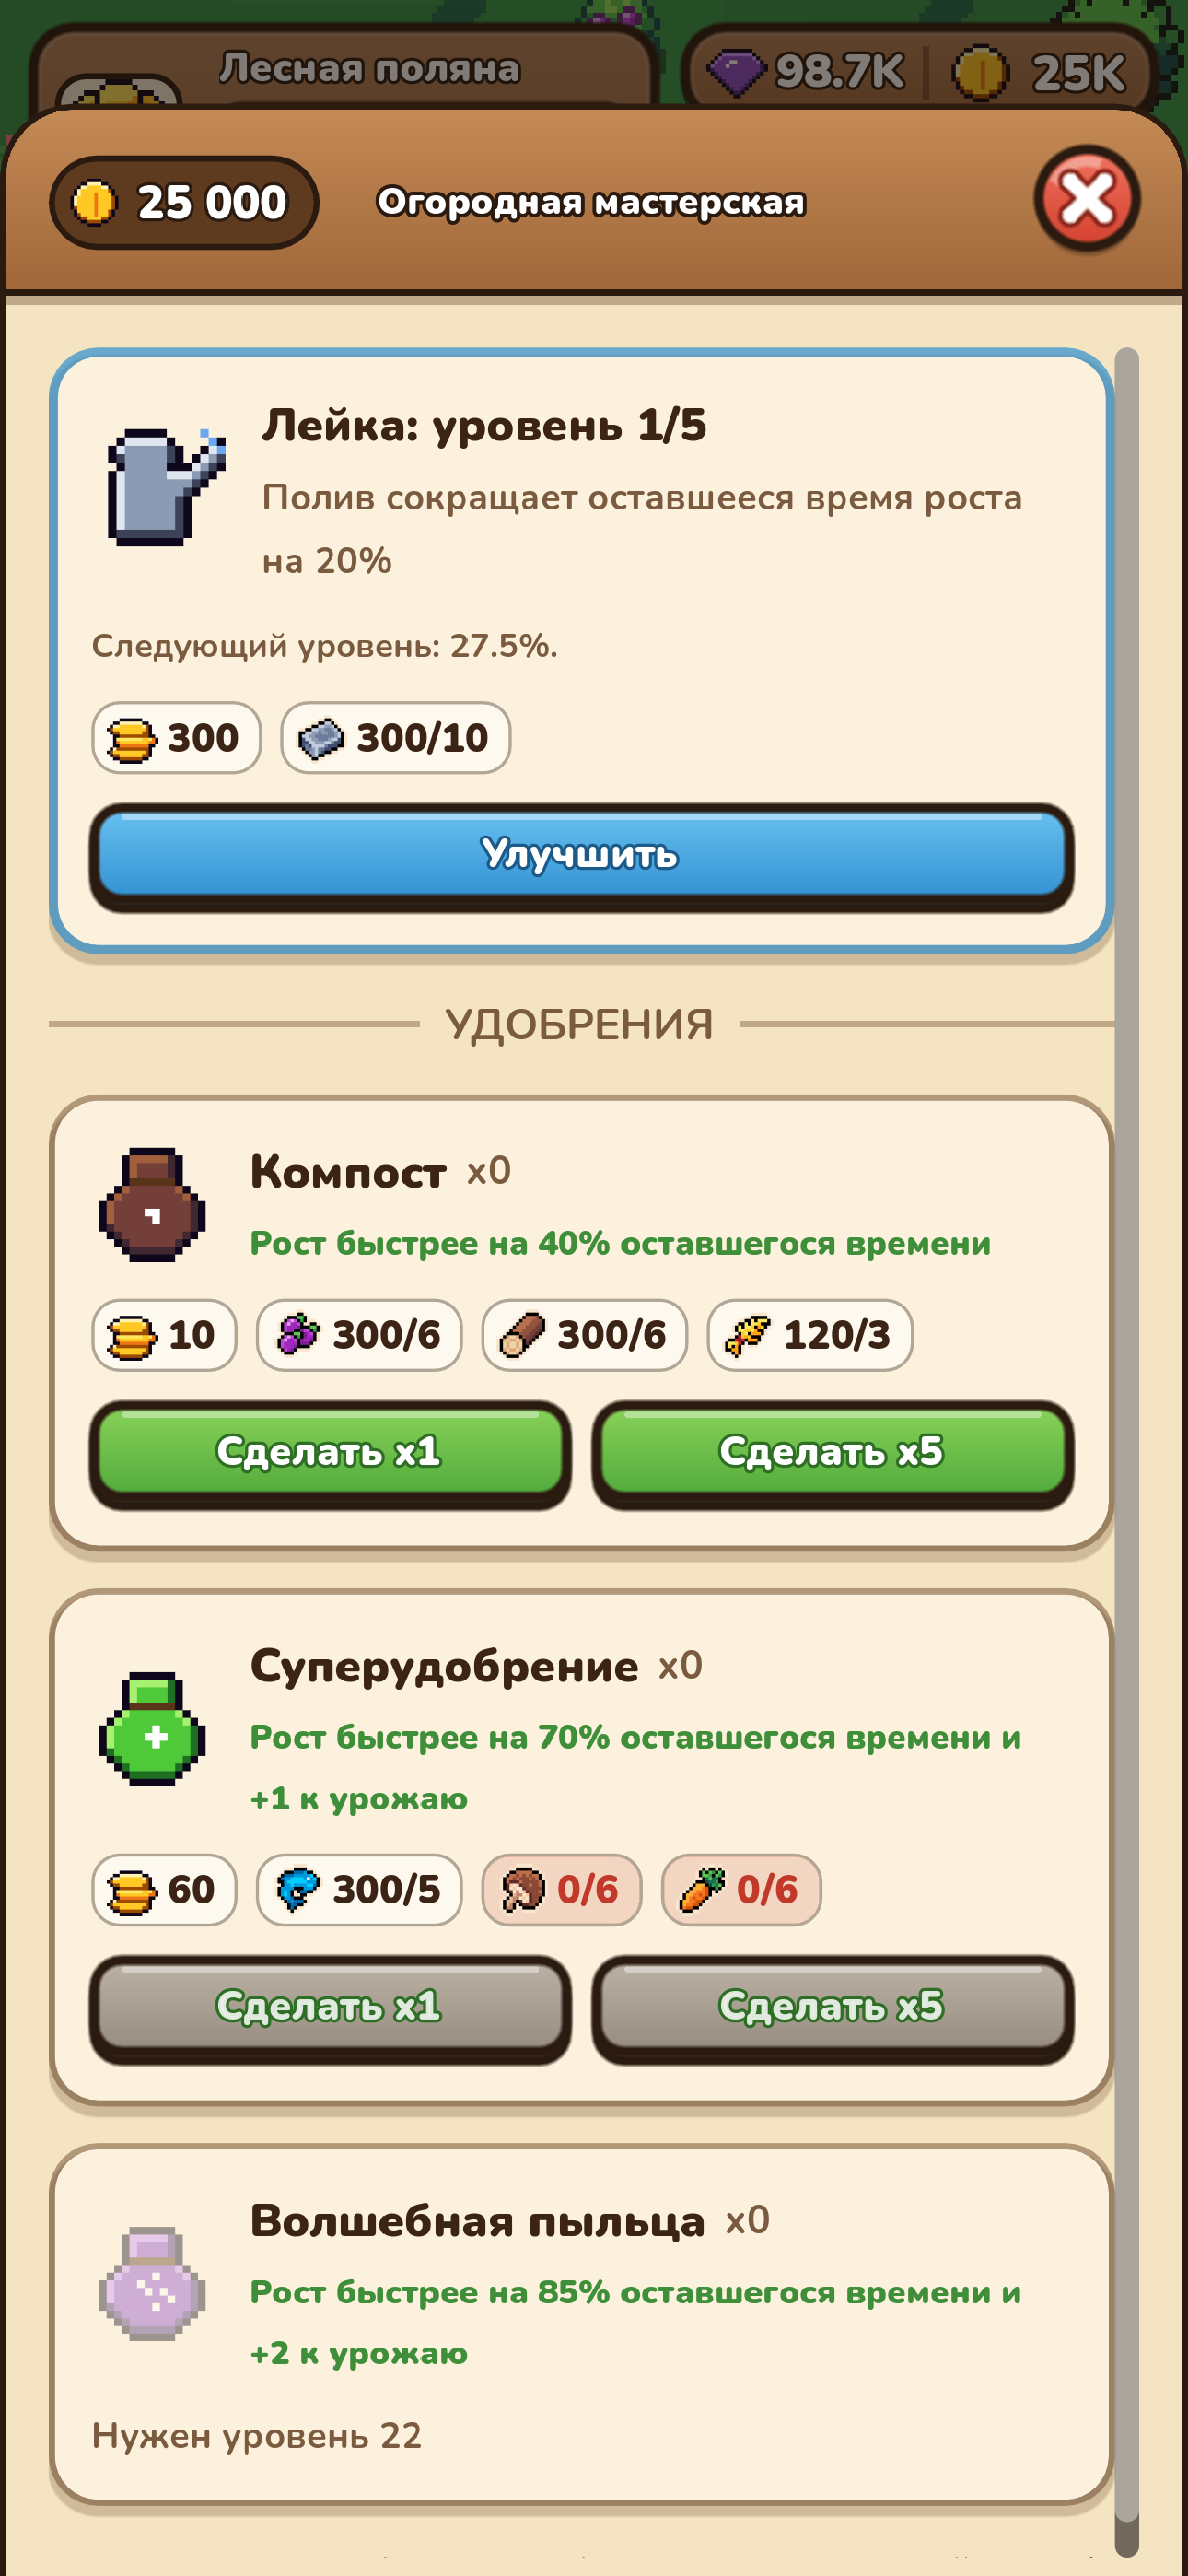 Лесная поляна
98.7K
25K
25 000
Огородная мастерская
Лейка: уровень 1/5
Полив сокращает оставшееся время роста
на 20%
Следующий уровень: 27.5%.
300
300/10
Улучшить
УДОБРЕНИЯ
Компост x0
Рост быстрее на 40% оставшегося времени
10
300/6
300/6
120/3
Сделать x1
Сделать x5
Суперудобрение x0
Рост быстрее на 70% оставшегося времени и
+1 к урожаю
60
300/5
0/6
0/6
Сделать x1
Сделать x5
Волшебная пыльца x0
Рост быстрее на 85% оставшегося времени и
+2 к урожаю
Нужен уровень 22